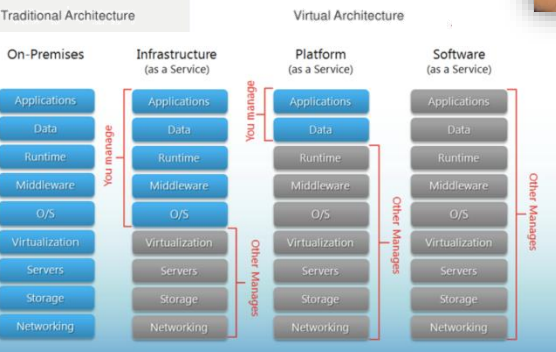 Traditional Architecture
Virtual Architecture
On-Premises
Applications
Data
Runtime
Middleware
O/S
Virtualization
Servers
Storage
Networking
Infrastructure
(as a Service)
You manage
Applications
Data
Runtime
Middleware
O/S
Virtualization
Servers
Storage
Networking
Other Manages
Platform
(as a Service)
You manage
Applications
Data
Runtime
Middleware
O/S
Virtualization
Servers
Storage
Networking
Other Manages
Software
(as a Service)
Applications
Data
Runtime
Middleware
O/S
Virtualization
Servers
Storage
Networking
Other Manages